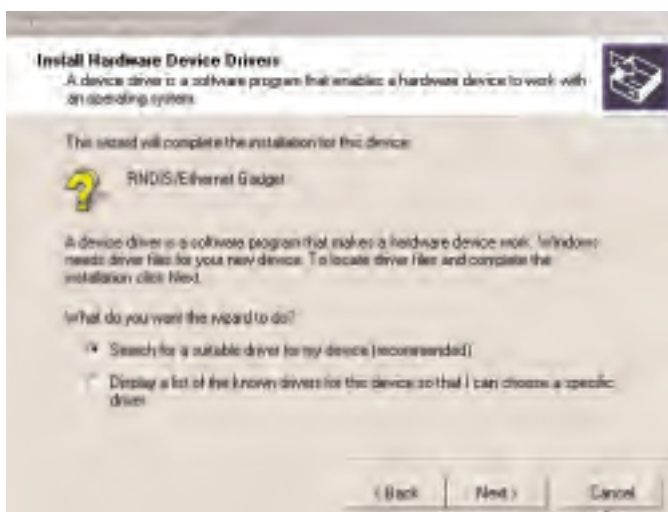 Install Hardware Device Drivers
A device driver is a software program that enables a hardware device to work with
an operating system.
This wizard will complete the installation for this device:
RNDIS/Ethernet Gadget
A device driver is a software program that makes a hardware device work. Windows
needs driver files for your new device. To locate driver files and complete the
installation click Next.
What do you want the wizard to do?
Search for a suitable driver for my device (recommended)
Display a list of the known drivers for this device so that I can choose a specific
driver
< Back
Next >
Cancel